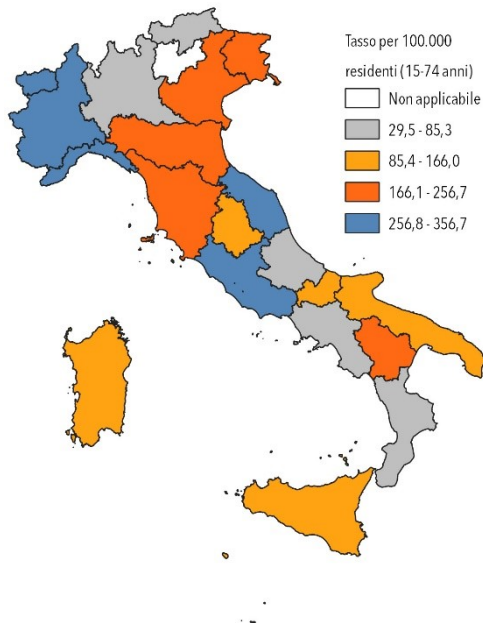 Tasso per 100.000
residenti (15-74 anni)
Non applicabile
29,5 - 85,3
85,4 - 166,0
166,1 - 256,7
256,8 - 356,7